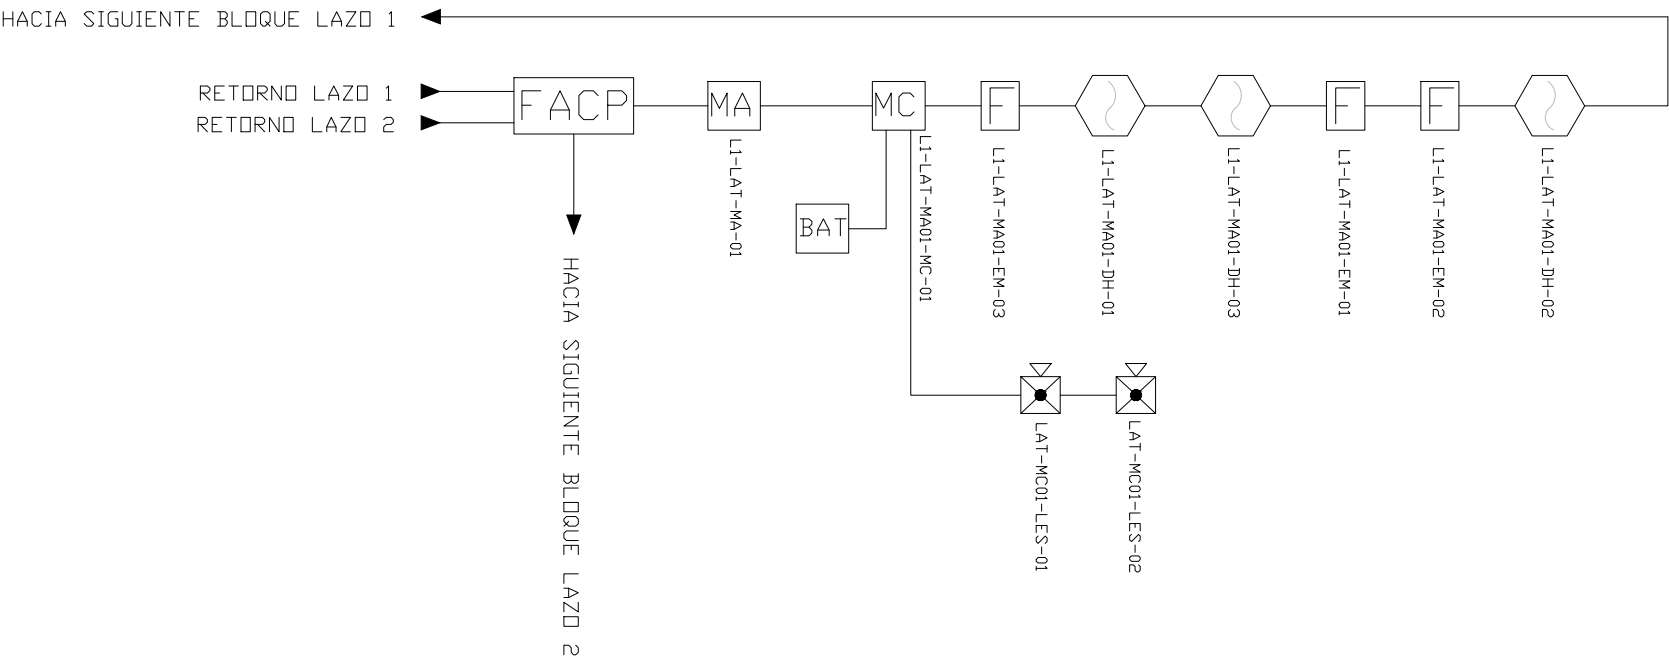 HACIA SIGUIENTE BLOQUE LAZO 1
RETORNO LAZO 1
RETORNO LAZO 2
FACP
MA
MC
F
F
F
L1-LAT-MA-01
L1-LAT-MA01-MC-01
L1-LAT-MA01-EM-03
L1-LAT-MA01-DH-01
L1-LAT-MA01-DH-03
L1-LAT-MA01-EM-01
L1-LAT-MA01-EM-02
L1-LAT-MA01-DH-02
BAT
HACIA SIGUIENTE BLOQUE LAZO 2
LAT-MC01-LES-01
LAT-MC01-LES-02